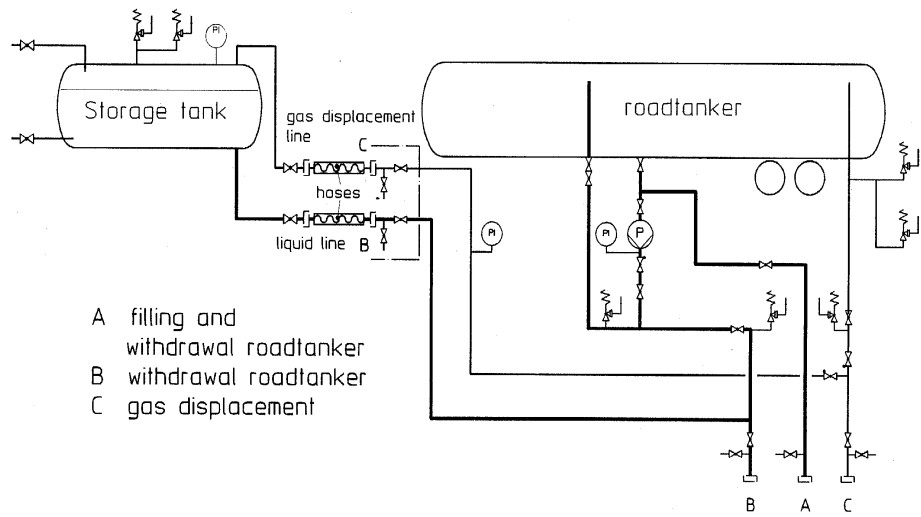 PI
Storage tank
gas displacement
line
C
hoses
liquid line
B
roadtanker
PI
PI
P
A filling and
withdrawal roadtanker
B withdrawal roadtanker
C gas displacement
B A C